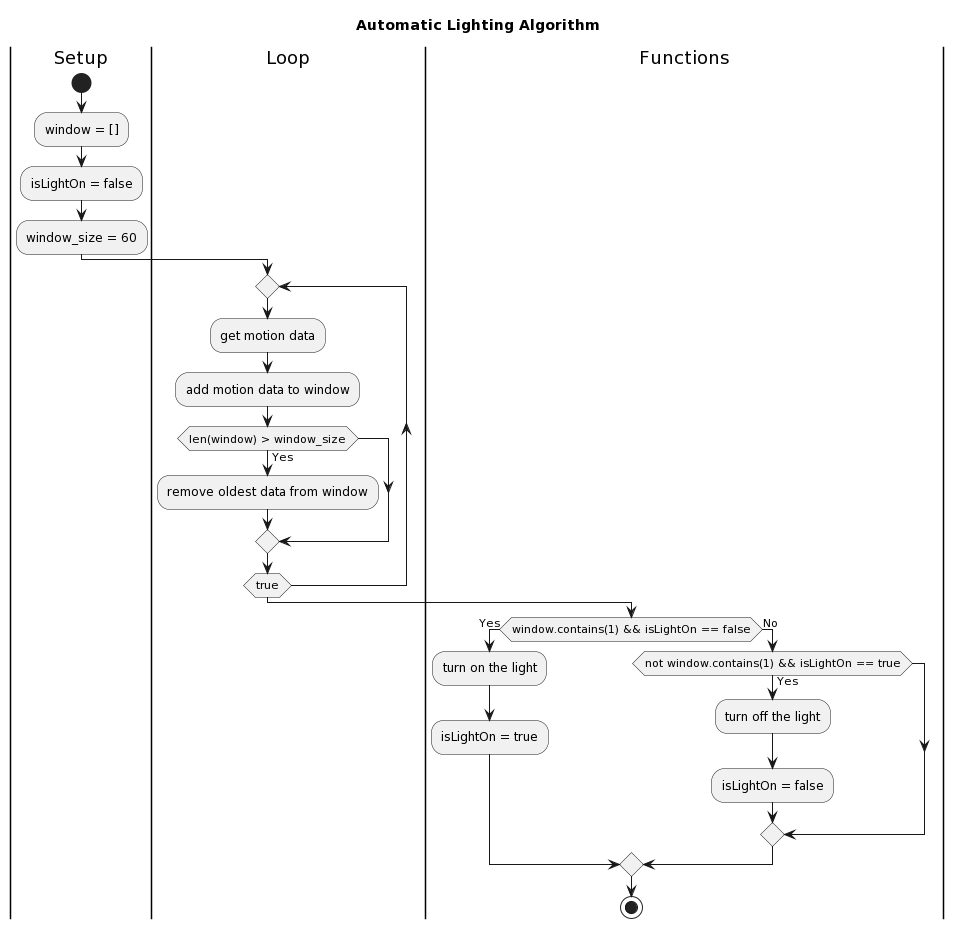 Automatic Lighting Algorithm
Setup
Loop
Functions
window = []
isLightOn = false
window_size = 60
get motion data
add motion data to window
len(window) > window_size
Yes
remove oldest data from window
true
window.contains(1) && isLightOn == false
Yes
No
turn on the light
isLightOn = true
not window.contains(1) && isLightOn == true
Yes
turn off the light
isLightOn = false